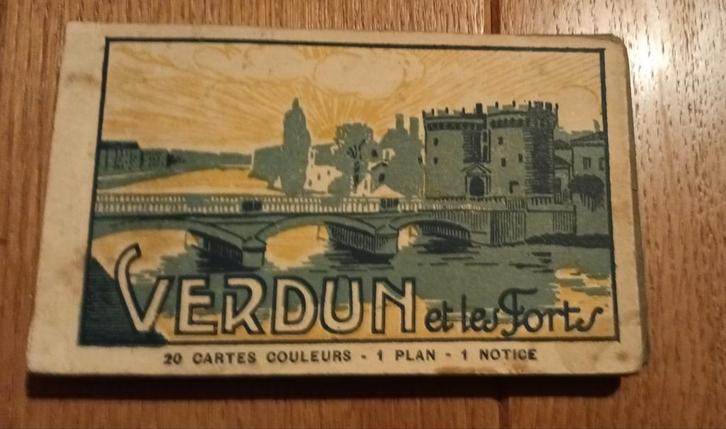 VERDUN et les Forts
20 CARTES COULEURS - 1 PLAN - 1 NOTICE